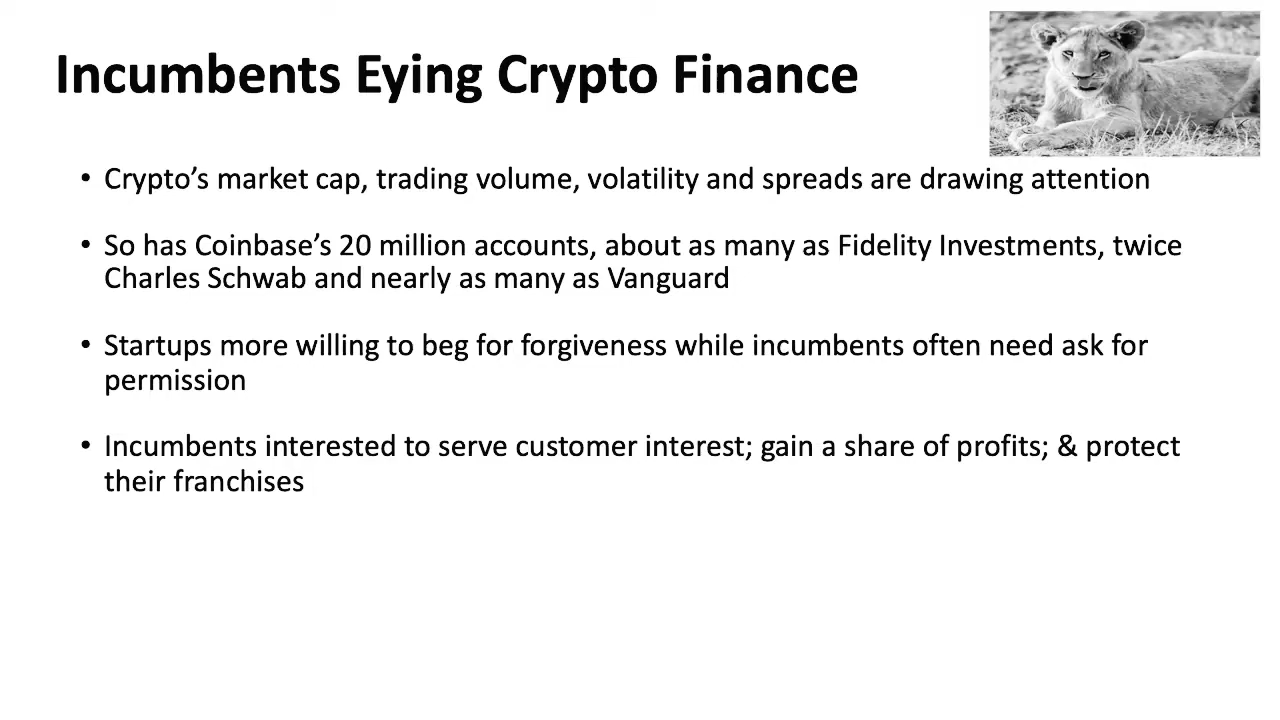 Incumbents Eying Crypto Finance
• Crypto’s market cap, trading volume, volatility and spreads are drawing attention
• So has Coinbase’s 20 million accounts, about as many as Fidelity Investments, twice
Charles Schwab and nearly as many as Vanguard
• Startups more willing to beg for forgiveness while incumbents often need ask for
permission
• Incumbents interested to serve customer interest; gain a share of profits; & protect
their franchises